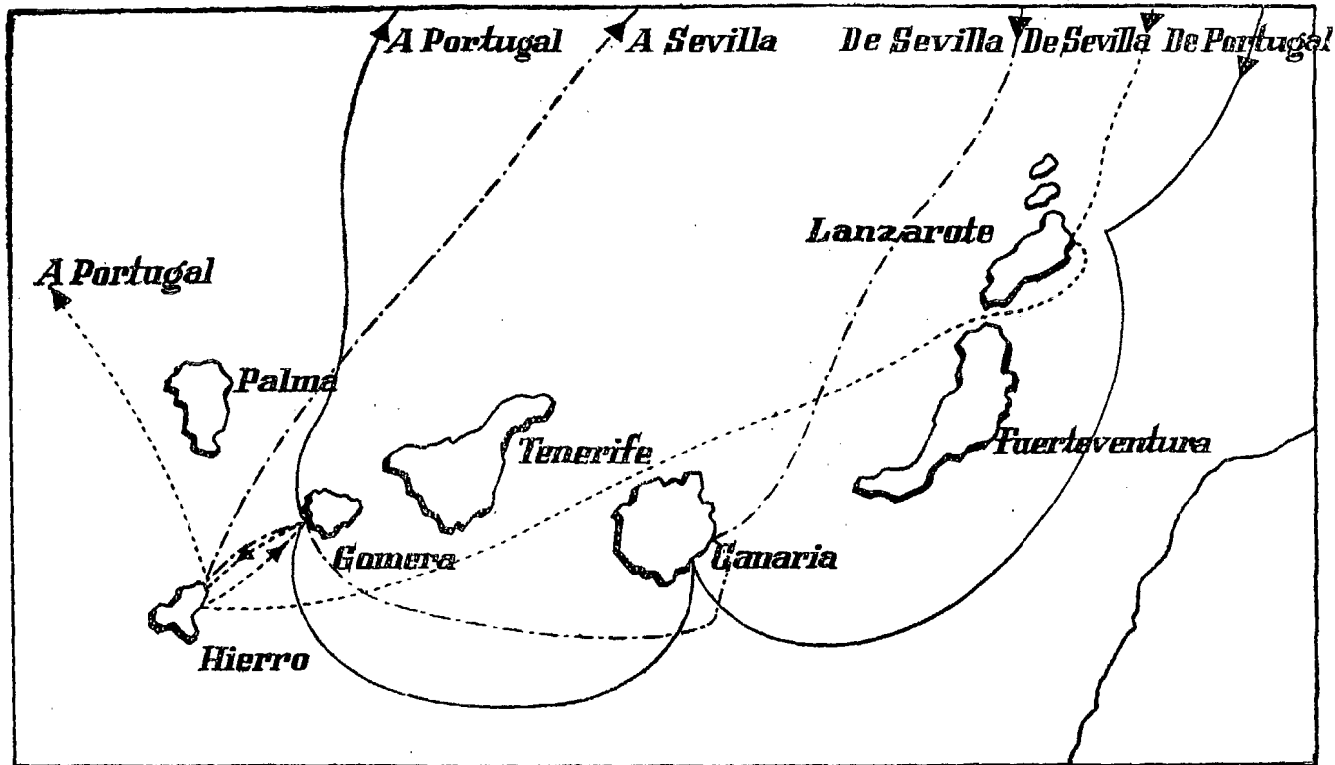 A Portugal
A Sevilla
De Sevilla
De Sevilla
De Portugal
Lanzarote
A Portugal
Palma
Tenerife
Fuerteventura
Gomera
Canaria
Hierro